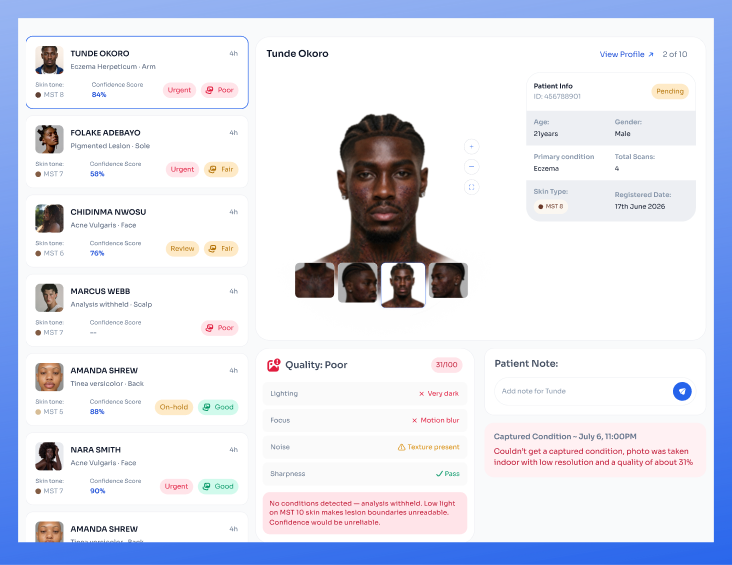 TUNDE OKORO
4h
Eczema Herpeticum · Arm
Skin tone:
Confidence Score
MST 8
84%
Urgent
Poor
FOLAKE ADEBAYO
4h
Pigmented Lesion · Sole
Skin tone:
Confidence Score
MST 7
58%
Urgent
Fair
CHIDINMA NWOSU
4h
Acne Vulgaris · Face
Skin tone:
Confidence Score
MST 6
76%
Review
Fair
MARCUS WEBB
4h
Analysis withheld · Scalp
Skin tone:
Confidence Score
MST 7
--
Poor
AMANDA SHREW
4h
Tinea versicolor · Back
Skin tone:
Confidence Score
MST 5
88%
On-hold
Good
NARA SMITH
4h
Acne Vulgaris · Face
Skin tone:
Confidence Score
MST 7
90%
Urgent
Good
AMANDA SHREW
4h
Tinea versicolor · Back
Tunde Okoro
View Profile
2 of 10
Patient Info
ID: 456788901
Pending
Age:
Gender:
21years
Male
Primary condition
Total Scans:
Eczema
4
Skin Type:
Registered Date:
MST 8
17th June 2026
Quality: Poor
31/100
Lighting
Very dark
Focus
Motion blur
Noise
Texture present
Sharpness
Pass
No conditions detected — analysis withheld. Low light
on MST 10 skin makes lesion boundaries unreadable.
Confidence would be unreliable.
Patient Note:
Add note for Tunde
Captured Condition ~ July 6, 11:00PM
Couldn't get a captured condition, photo was taken
indoor with low resolution and a quality of about 31%